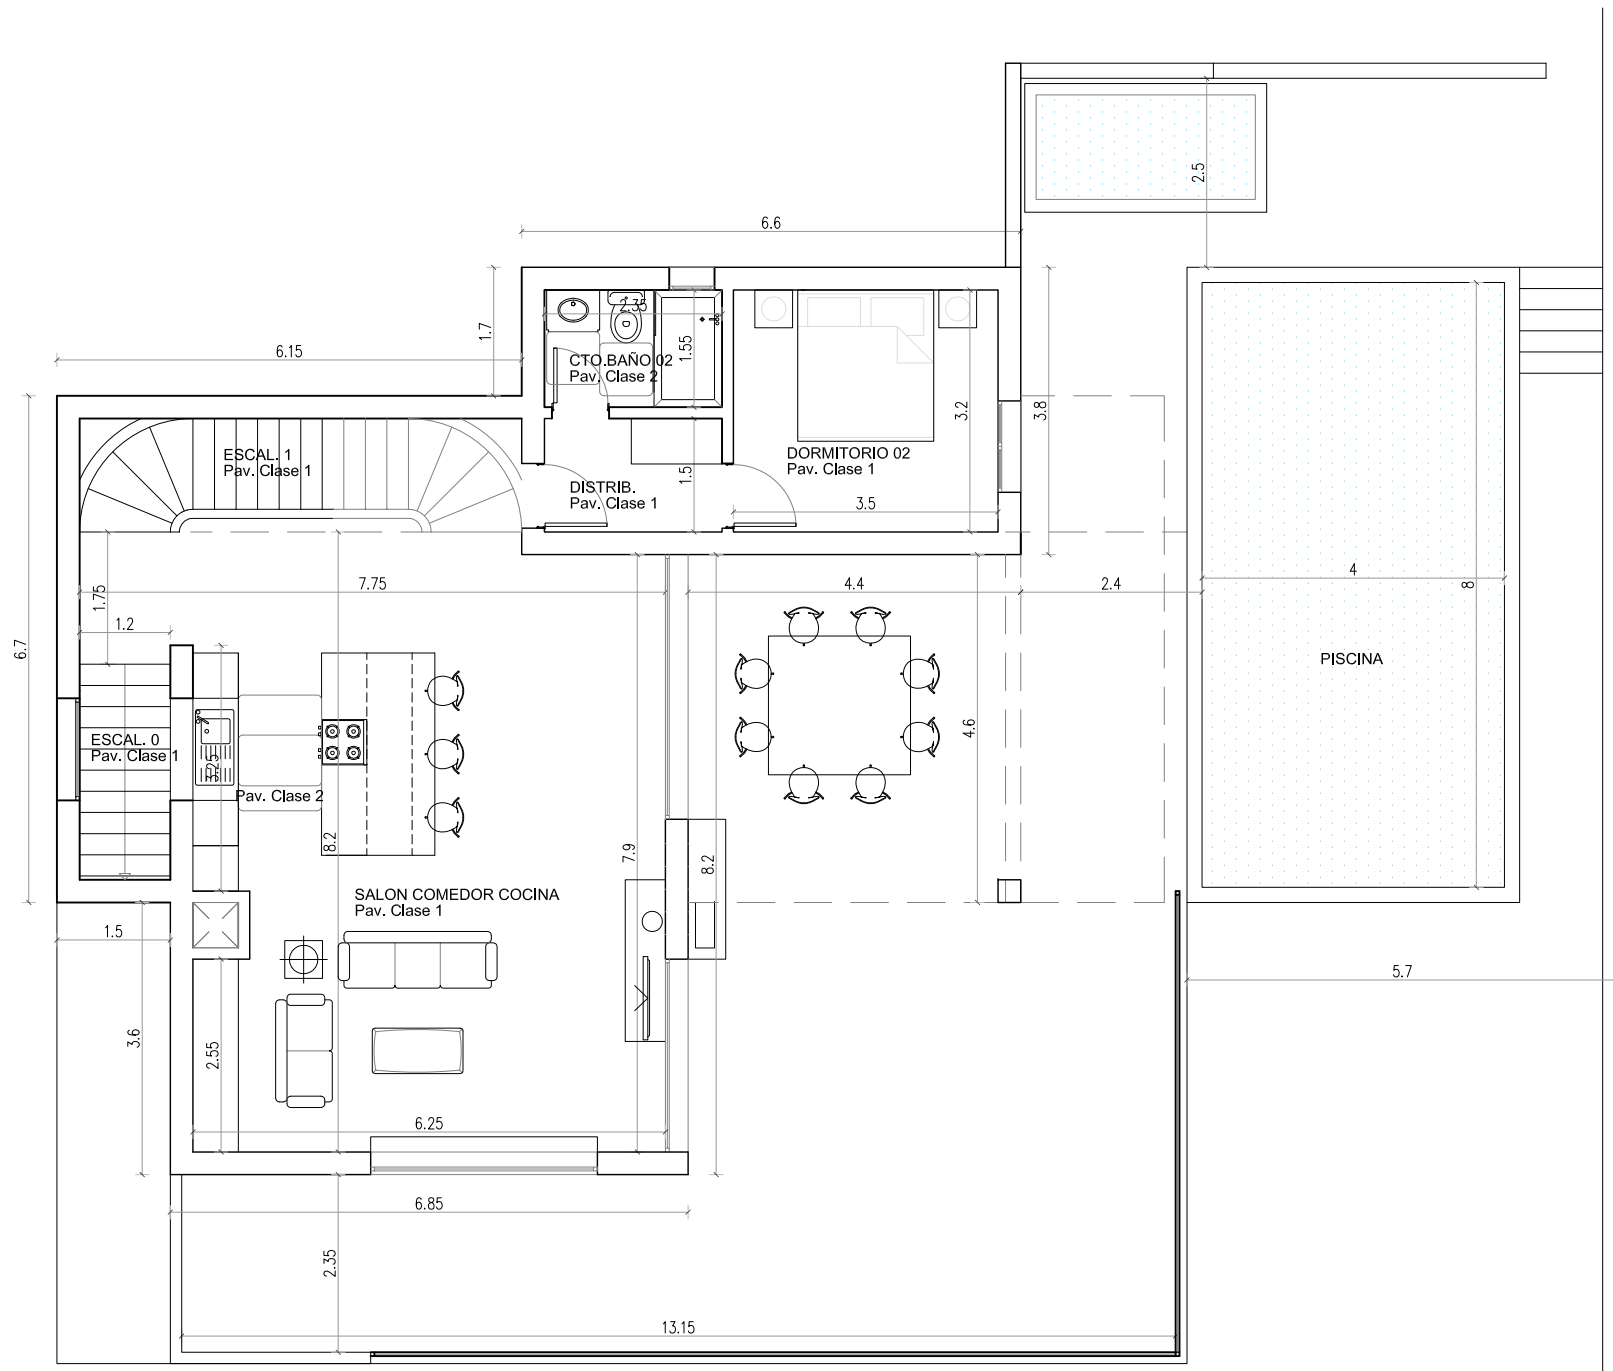 2.5
6.6
6.15
1.7
2.35
1.55
CTO.BAÑO 02
Pav. Clase 2
3.2
3.8
ESCAL. 1
Pav. Clase 1
DORMITORIO 02
Pav. Clase 1
1.5
DISTRIB.
Pav. Clase 1
3.5
7.75
4.4
2.4
4
8
1.75
1.2
6.7
PISCINA
4.6
ESCAL. 0
Pav. Clase 1
3.25
Pav. Clase 2
8.2
7.9
8.2
SALON COMEDOR COCINA
Pav. Clase 1
1.5
5.7
3.6
2.55
6.25
6.85
2.35
13.15